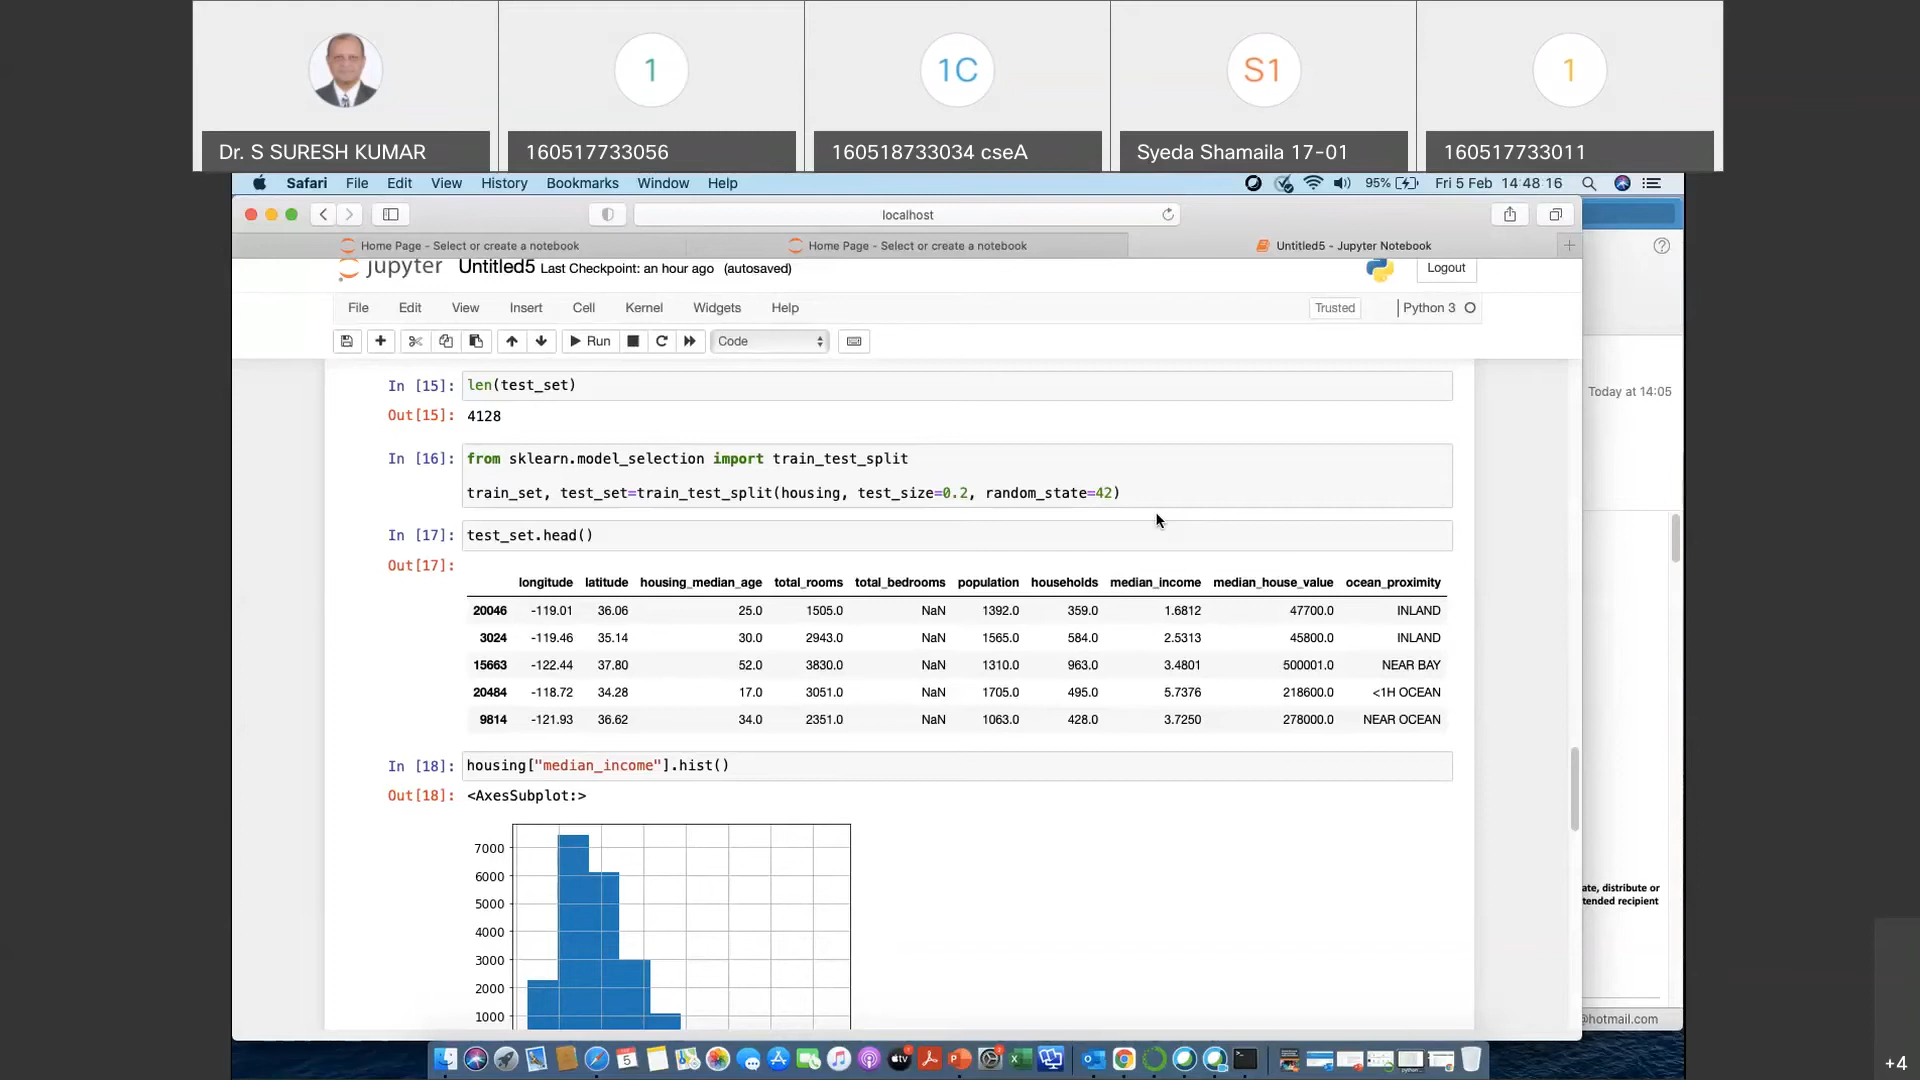 1
1C
S1
1
Dr. S SURESH KUMAR
160517733056
160518733034 cseA
Syeda Shamaila 17-01
160517733011
Safari File Edit View History Bookmarks Window Help
95% Fri 5 Feb 14 48 16
localhost
Home Page - Select or create a notebook
Home Page - Select or create a notebook
Untitled5 - Jupyter Notebook
jupyter Untitled5 Last Checkpoint: an hour ago (autosaved)
Logout
File Edit View Insert Cell Kernel Widgets Help
Trusted
Python 3
Run
Code
Today at 14:05
In [15]: len(test_set)
Out[15]: 4128
In [16]: from sklearn.model_selection import train_test_split
train_set, test_set=train_test_split(housing, test_size=0.2, random_state=42)
In [17]: test_set.head()
Out[17]:
longitude latitude housing_median_age total_rooms total_bedrooms population households median_income median_house_value ocean_proximity
20046 -119.01 36.06 25.0 1505.0 NaN 1392.0 359.0 1.6812 47700.0 INLAND
3024 -119.46 35.14 30.0 2943.0 NaN 1565.0 584.0 2.5313 45800.0 INLAND
15663 -122.44 37.80 52.0 3830.0 NaN 1310.0 963.0 3.4801 500001.0 NEAR BAY
20484 -118.72 34.28 17.0 3051.0 NaN 1705.0 495.0 5.7376 218600.0 <1H OCEAN
9814 -121.93 36.62 34.0 2351.0 NaN 1063.0 428.0 3.7250 278000.0 NEAR OCEAN
In [18]: housing["median_income"].hist()
Out[18]: <AxesSubplot:>
7000
6000
5000
4000
3000
2000
1000
ate, distribute or
tended recipient
@hotmail.com
+4